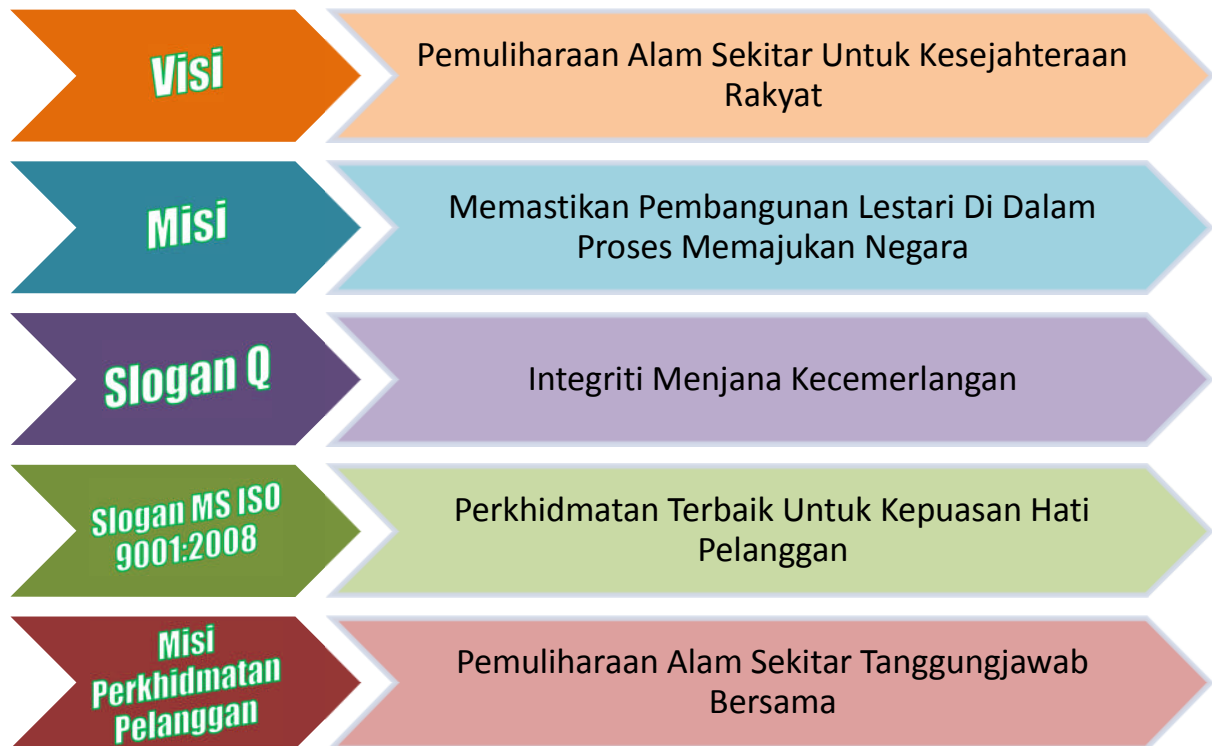 Visi
Pemuliharaan Alam Sekitar Untuk Kesejahteraan
Rakyat
Misi
Memastikan Pembangunan Lestari Di Dalam
Proses Memajukan Negara
Slogan Q
Integriti Menjana Kecemerlangan
Slogan MS ISO
9001:2008
Perkhidmatan Terbaik Untuk Kepuasan Hati
Pelanggan
Misi
Perkhidmatan
Pelanggan
Pemuliharaan Alam Sekitar Tanggungjawab
Bersama